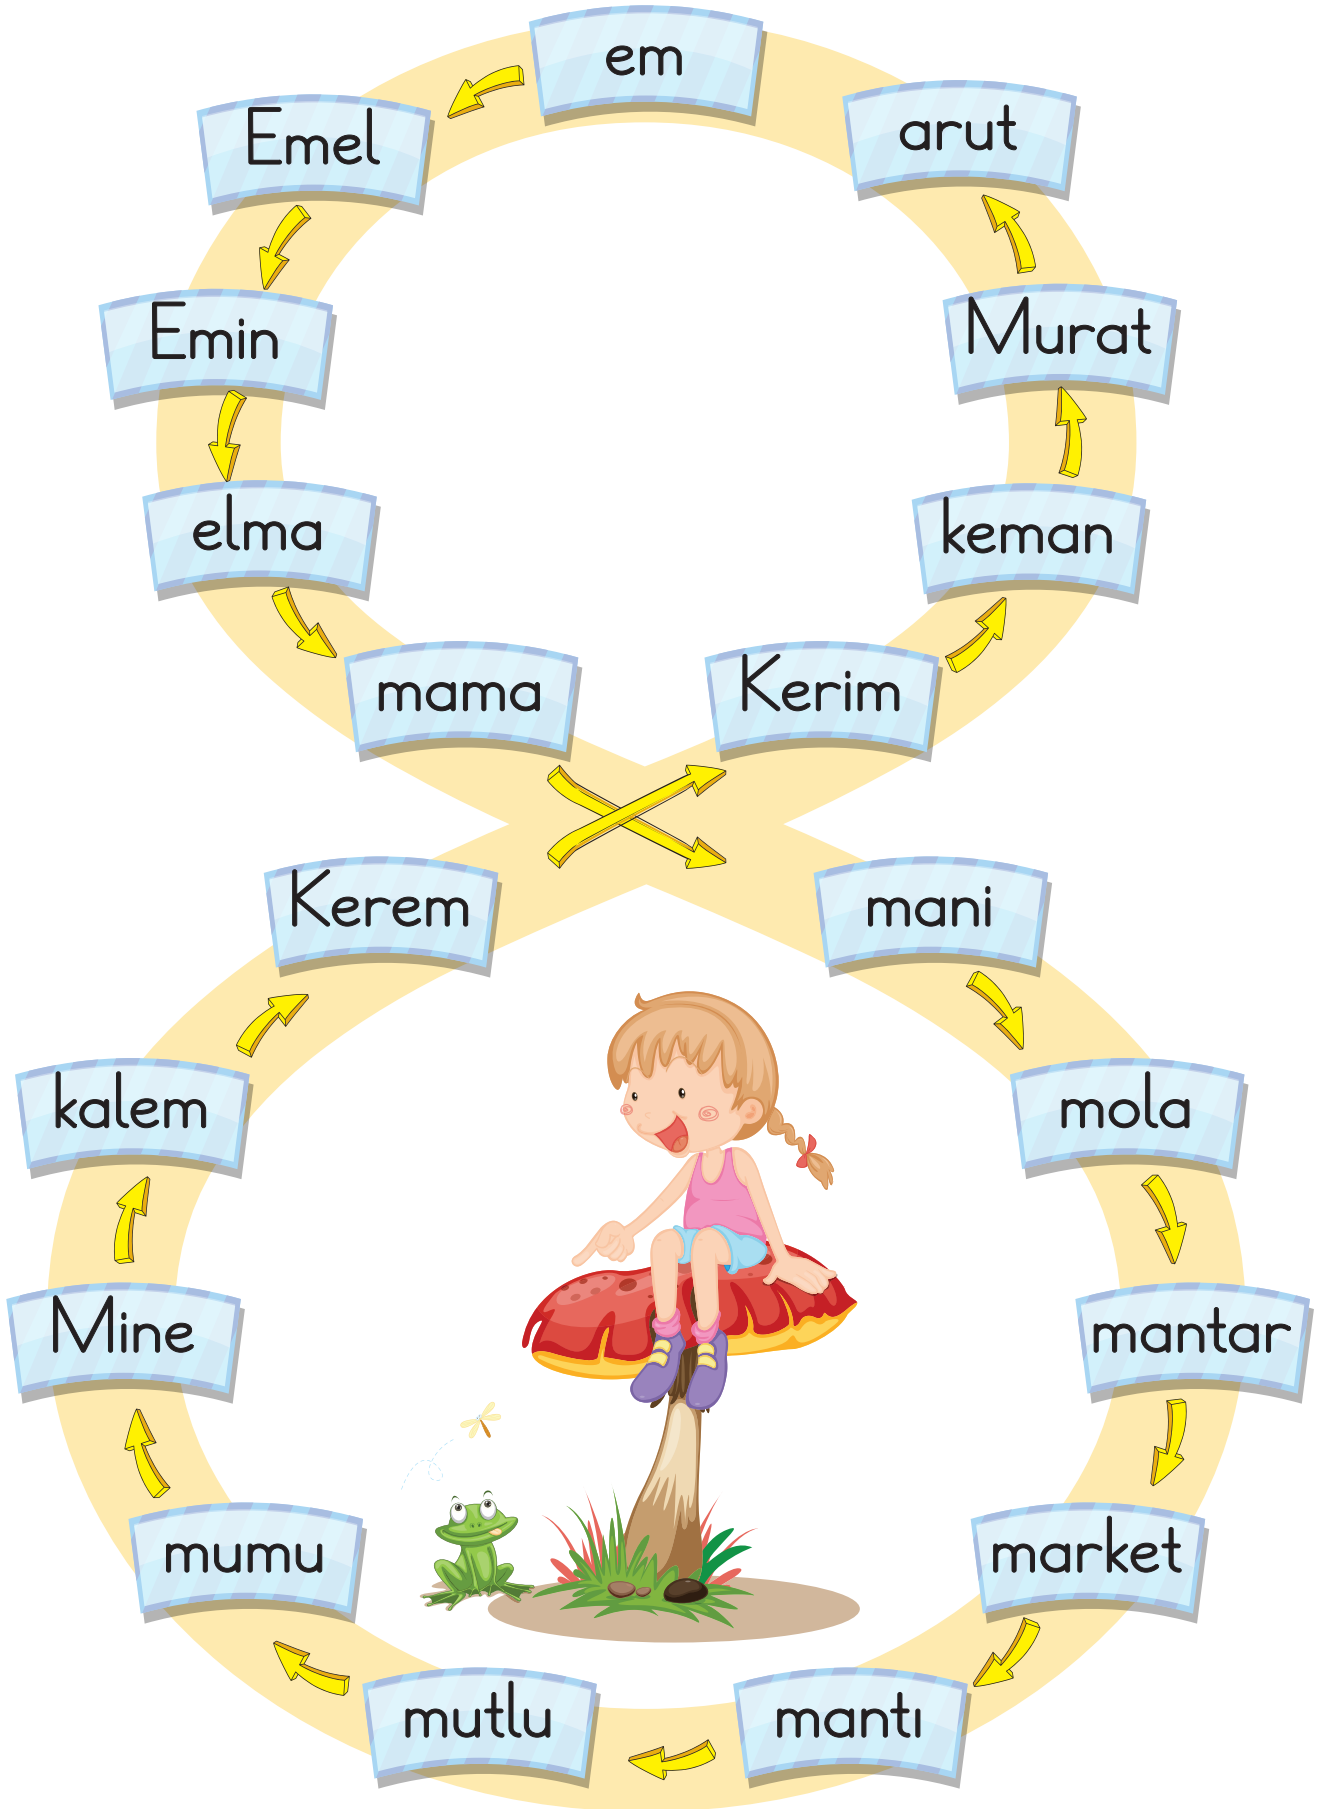 em
Emel
Emin
elma
mama
mani
mola
mantar
market
mantı
mutlu
mumu
Mine
kalem
Kerem
Kerim
keman
Murat
arut